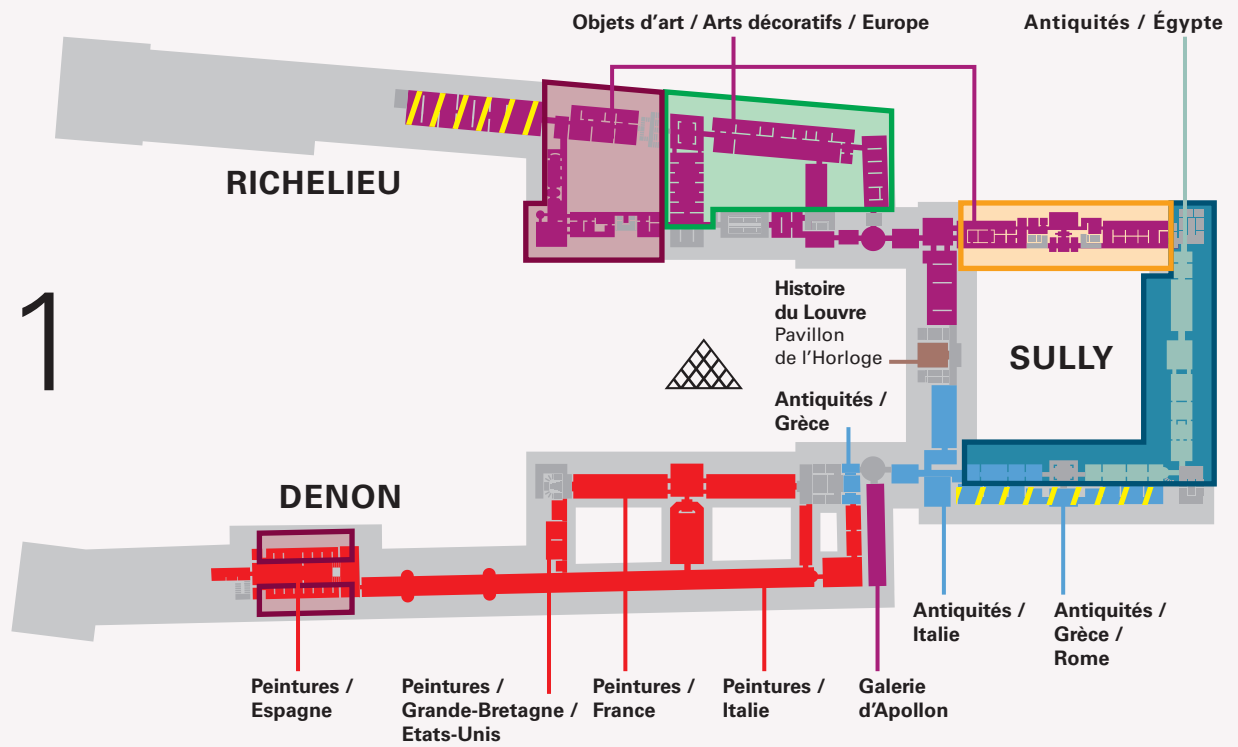 Objets d'art / Arts décoratifs / Europe
Antiquités / Égypte
RICHELIEU
1
Histoire
du Louvre
Pavillon
de l'Horloge
SULLY
Antiquités /
Grèce
DENON
Antiquités /
Italie
Antiquités /
Grèce /
Rome
Peintures /
Espagne
Peintures /
Grande-Bretagne /
Etats-Unis
Peintures /
France
Peintures /
Italie
Galerie
d'Apollon